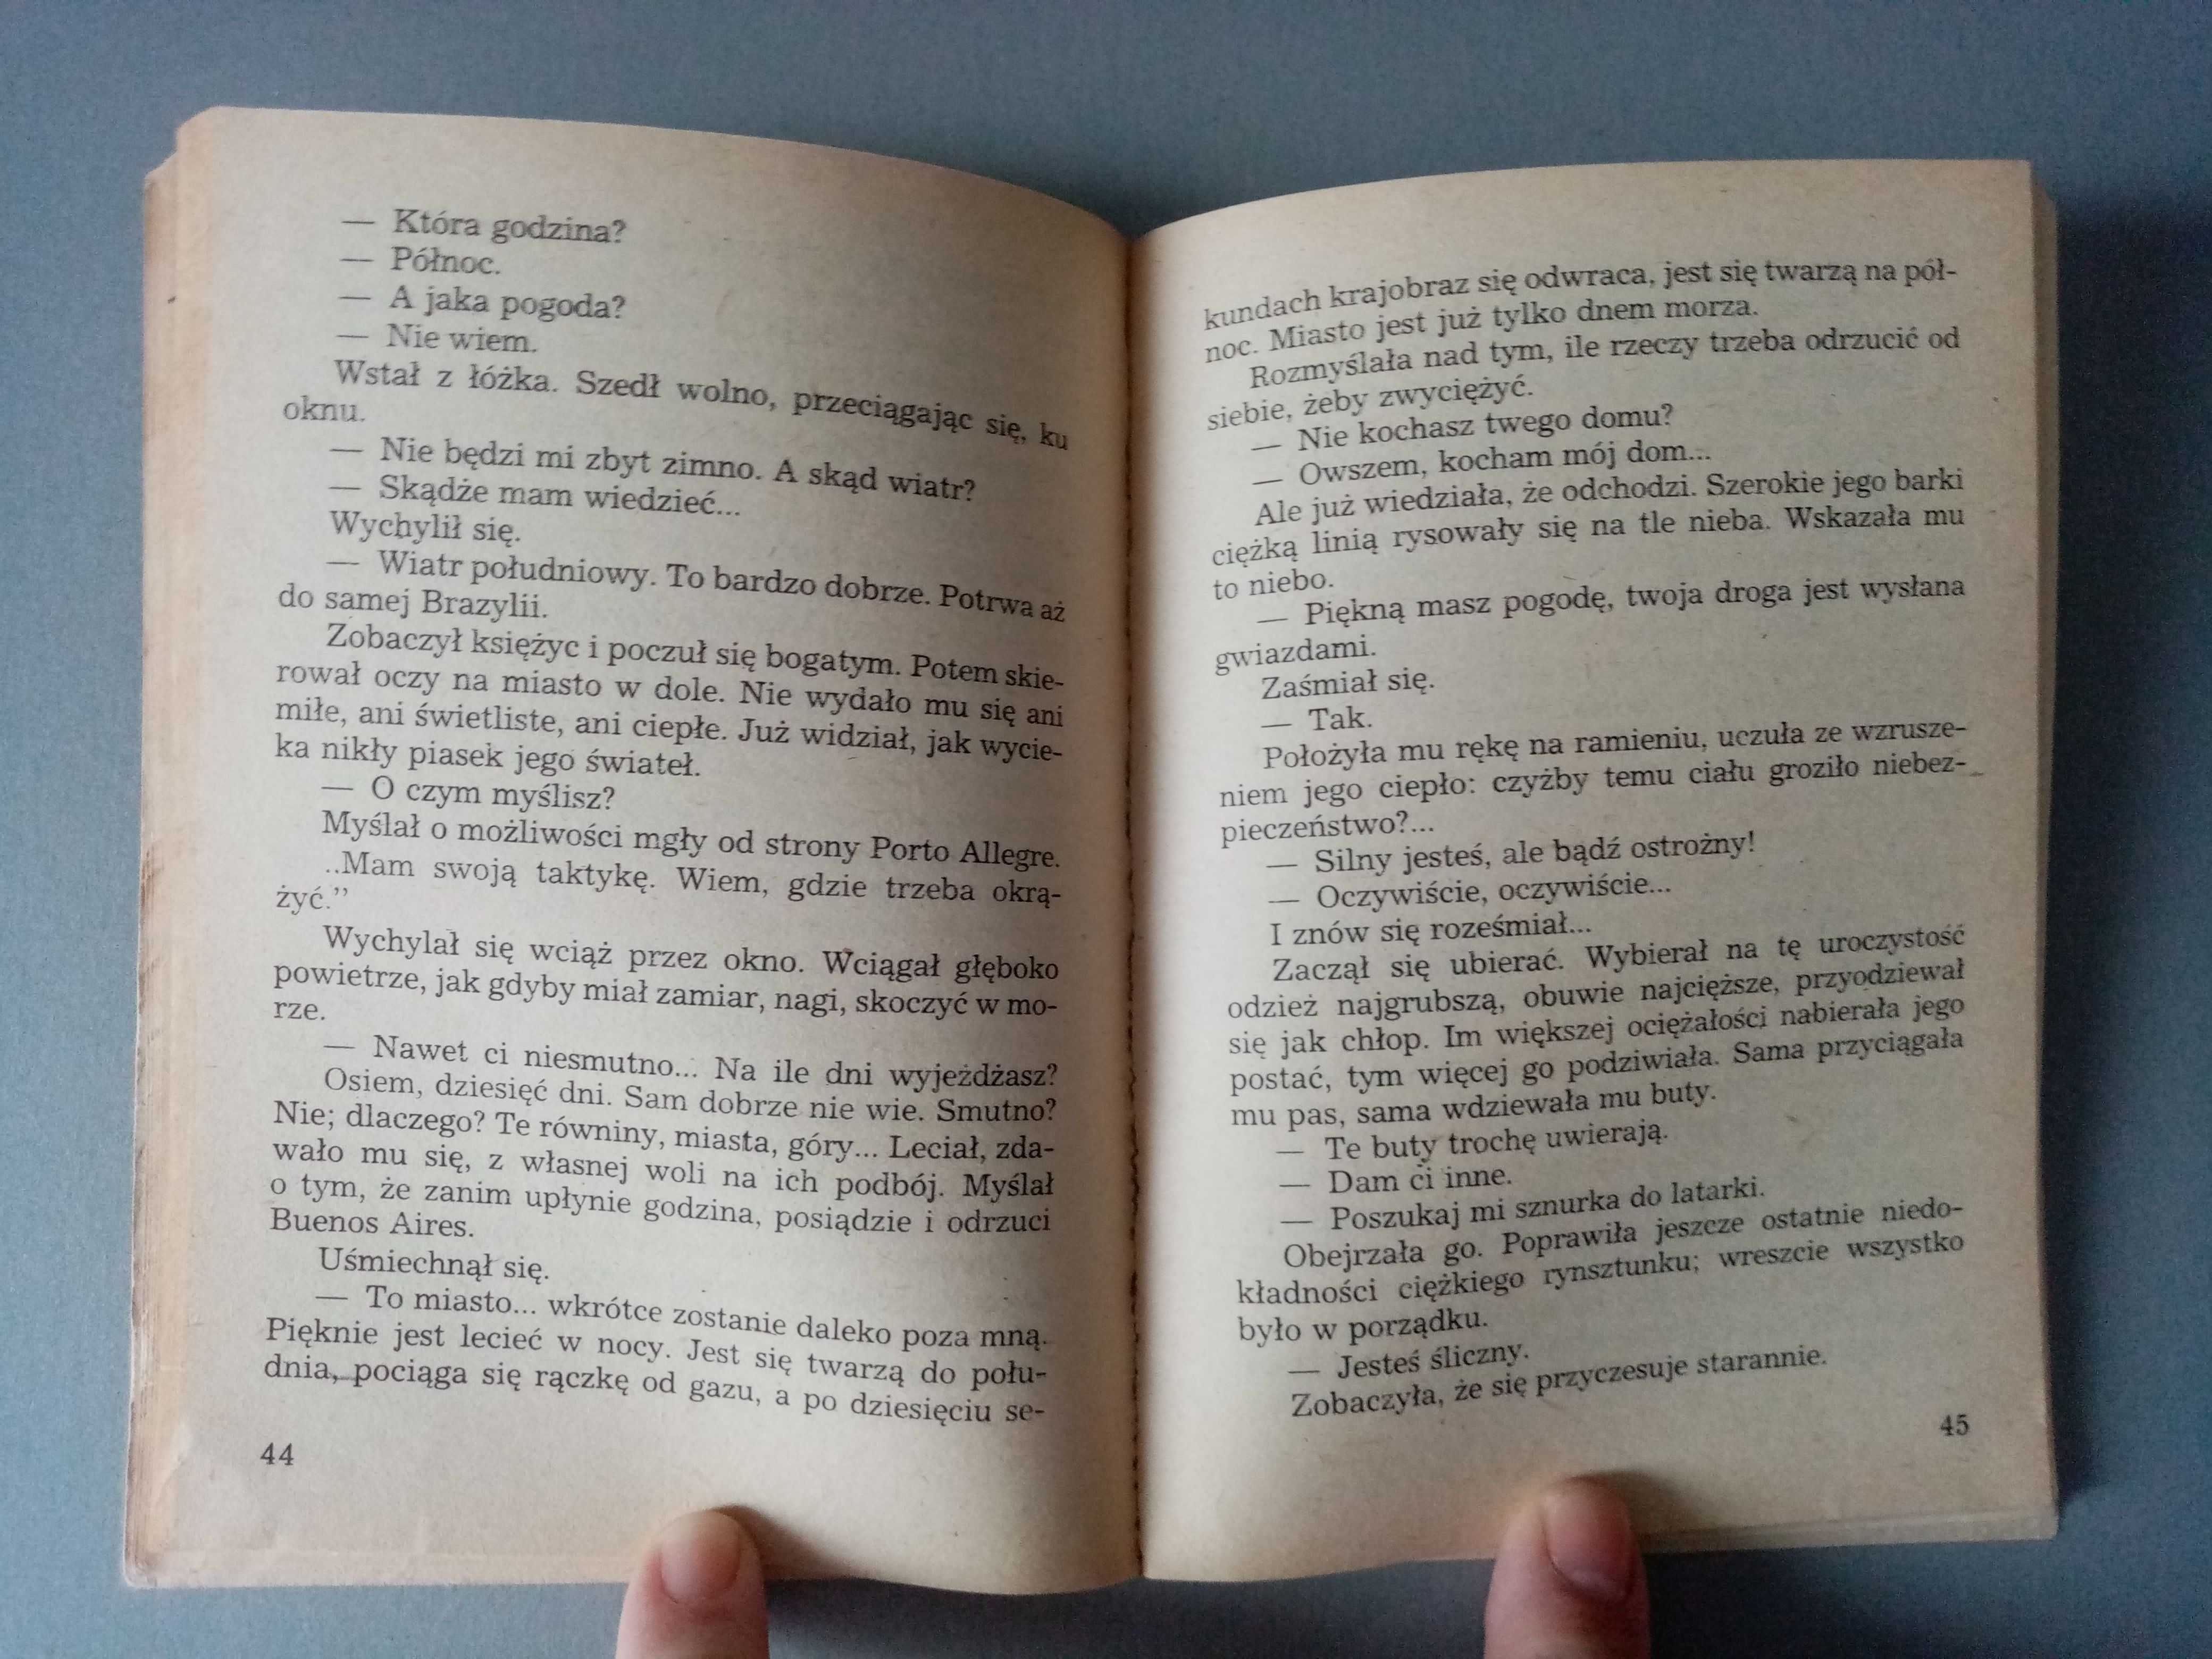 — Która godzina?
— Północ.
— A jaka pogoda?
— Nie wiem.
Wstał z łóżka. Szedł wolno, przeciągając się, ku
oknu.
— Nie będzi mi zbyt zimno. A skąd wiatr?
— Skądże mam wiedzieć...
Wychylił się.
— Wiatr południowy. To bardzo dobrze. Potrwa aż
do samej Brazylii.
Zobaczył księżyc i poczuł się bogatym. Potem skie-
rował oczy na miasto w dole. Nie wydało mu się ani
miłe, ani świetliste, ani ciepłe. Już widział, jak wycie-
ka nikły piasek jego świateł.
— O czym myślisz?
Myślał o możliwości mgły od strony Porto Allegre.
„Mam swoją taktykę. Wiem, gdzie trzeba okrą-
żyć.”
Wychylał się wciąż przez okno. Wciągał głęboko
powietrze, jak gdyby miał zamiar, nagi, skoczyć w mo-
rze.
— Nawet ci niesmutno... Na ile dni wyjeżdżasz?
Osiem, dziesięć dni. Sam dobrze nie wie. Smutno?
Nie; dlaczego? Te równiny, miasta, góry... Leciał, zda-
wało mu się, z własnej woli na ich podbój. Myślał
o tym, że zanim upłynie godzina, posiądzie i odrzuci
Buenos Aires.
Uśmiechnął się.
— To miasto... wkrótce zostanie daleko poza mną.
Pięknie jest lecieć w nocy. Jest się twarzą do połu-
dnia, pociąga się rączkę od gazu, a po dziesięciu se-
44
kundach krajobraz się odwraca, jest się twarzą na pół-
noc. Miasto jest już tylko dnem morza.
Rozmyślała nad tym, ile rzeczy trzeba odrzucić od
siebie, żeby zwyciężyć.
— Nie kochasz twego domu?
— Owszem, kocham mój dom...
Ale już wiedziała, że odchodzi. Szerokie jego barki
ciężką linią rysowały się na tle nieba. Wskazała mu
to niebo.
— Piękną masz pogodę, twoja droga jest wysłana
gwiazdami.
Zaśmiał się.
— Tak.
Położyła mu rękę na ramieniu, uczuła ze wzrusze-
niem jego ciepło: czyżby temu ciału groziło niebez-
pieczeństwo?...
— Silny jesteś, ale bądź ostrożny!
— Oczywiście, oczywiście...
I znów się roześmiał...
Zaczął się ubierać. Wybierał na tę uroczystość
odzież najgrubszą, obuwie najcięższe, przyodziewał
się jak chłop. Im większej ociężałości nabierała jego
postać, tym więcej go podziwiała. Sama przyciągała
mu pas, sama wdziewała mu buty.
— Te buty trochę uwierają.
— Dam ci inne.
— Poszukaj mi sznurka do latarki.
Obejrzała go. Poprawiła jeszcze ostatnie niedo-
kładności ciężkiego rynsztunku; wreszcie wszystko
było w porządku.
— Jesteś śliczny.
Zobaczyła, że się przyczesuje starannie.
45